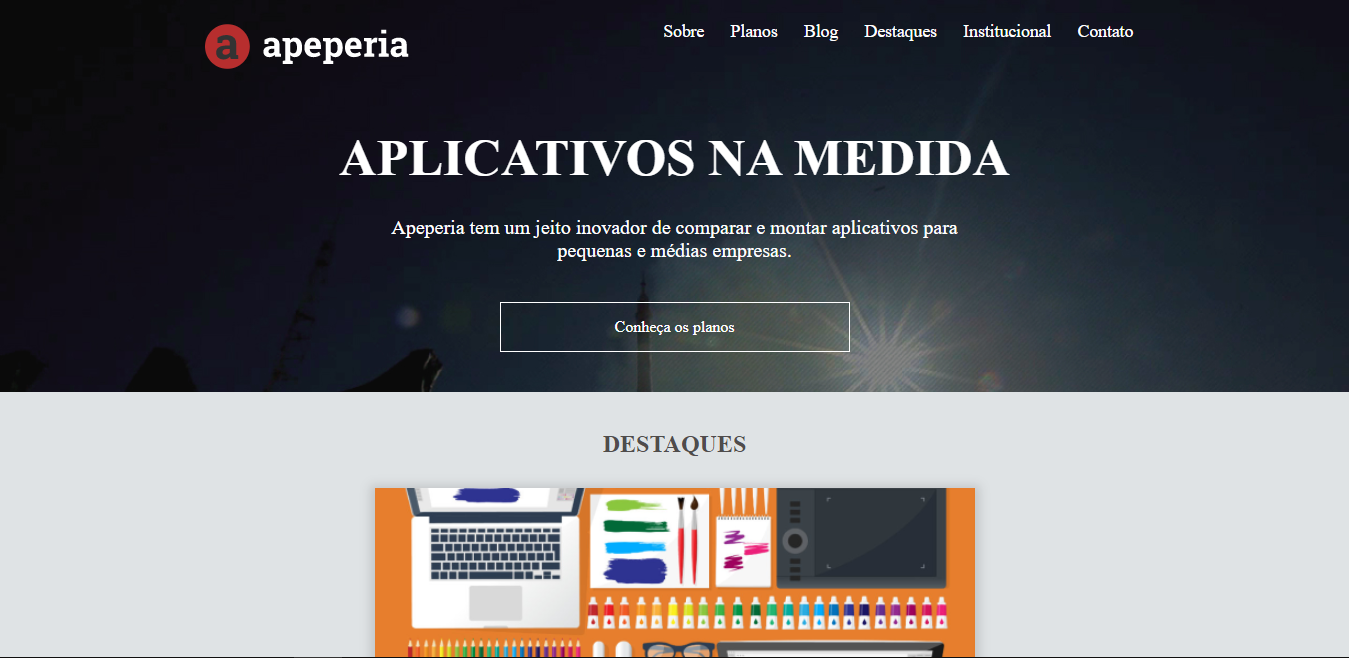 a apeperia
Sobre Planos Blog Destaques Institucional Contato
APLICATIVOS NA MEDIDA
Apeperia tem um jeito inovador de comparar e montar aplicativos para
pequenas e médias empresas.
Conheça os planos
DESTAQUES